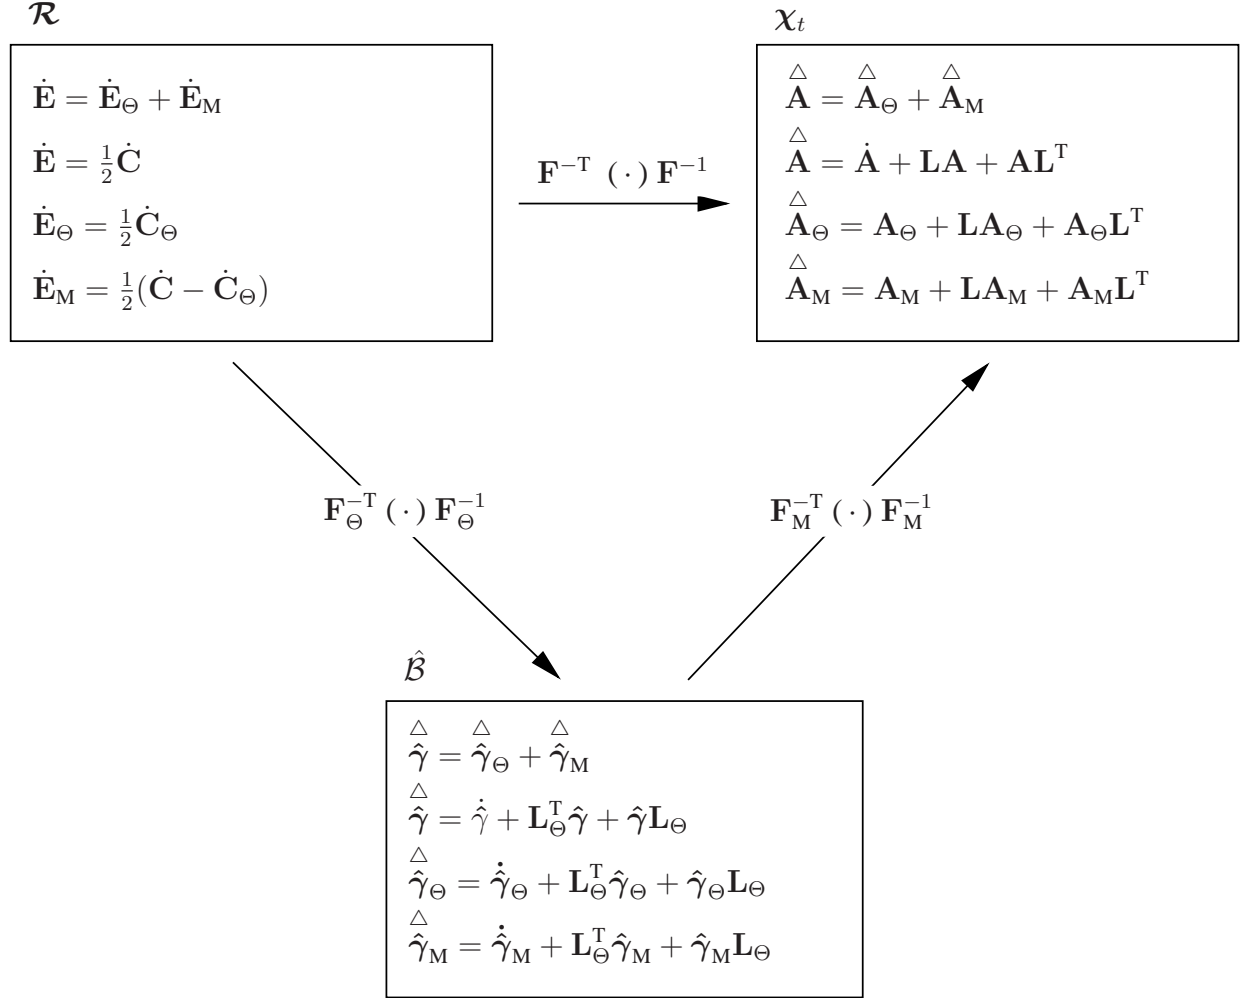 𝓡
Ė = Ė_Θ + Ė_M
Ė = ½Ċ
Ė_Θ = ½Ċ_Θ
Ė_M = ½(Ċ − Ċ_Θ)
F^{−T} (·) F^{−1}
χ_t
A^△ = A^△_Θ + A^△_M
A^△ = Ȧ + LA + AL^T
A^△_Θ = A_Θ + LA_Θ + A_ΘL^T
A^△_M = A_M + LA_M + A_ML^T
F_Θ^{−T} (·) F_Θ^{−1}
F_M^{−T} (·) F_M^{−1}
𝓑̂
γ̂^△ = γ̂^△_Θ + γ̂^△_M
γ̂^△ = γ̂̇ + L_Θ^T γ̂ + γ̂L_Θ
γ̂^△_Θ = γ̂̇_Θ + L_Θ^T γ̂_Θ + γ̂_ΘL_Θ
γ̂^△_M = γ̂̇_M + L_Θ^T γ̂_M + γ̂_ML_Θ